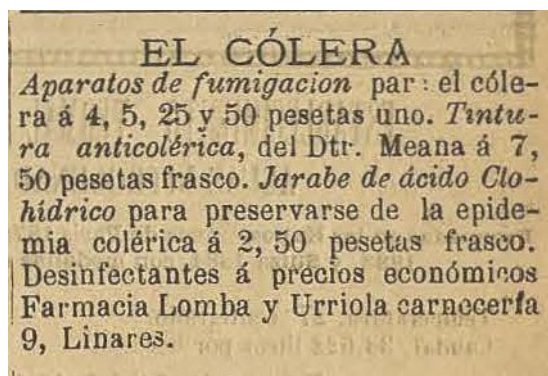 EL CÓLERA
Aparatos de fumigacion par: el cóle-
ra á 4, 5, 25 y 50 pesetas uno. Tintu-
ra anticolérica, del Dtr. Meana á 7,
50 pesetas frasco. Jarabe de ácido Clo-
hídrico para preservarse de la epide-
mia colérica á 2, 50 pesetas frasco.
Desinfectantes á precios económicos
Farmacia Lomba y Urriola carnecería
9, Linares.